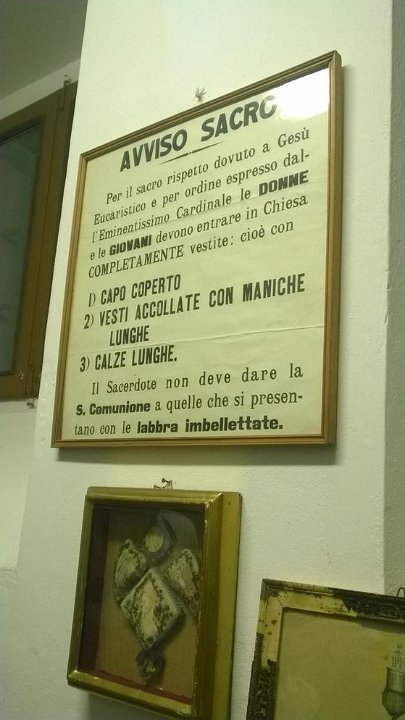 AVVISO SACRO
Per il sacro rispetto dovuto a Gesù
Eucaristico e per ordine espresso dal-
l'Eminentissimo Cardinale le DONNE
e le GIOVANI devono entrare in Chiesa
COMPLETAMENTE vestite: cioè con
1) CAPO COPERTO
2) VESTI ACCOLLATE CON MANICHE
LUNGHE
3) CALZE LUNGHE.
Il Sacerdote non deve dare la
S. Comunione a quelle che si presen-
tano con le labbra imbellettate.